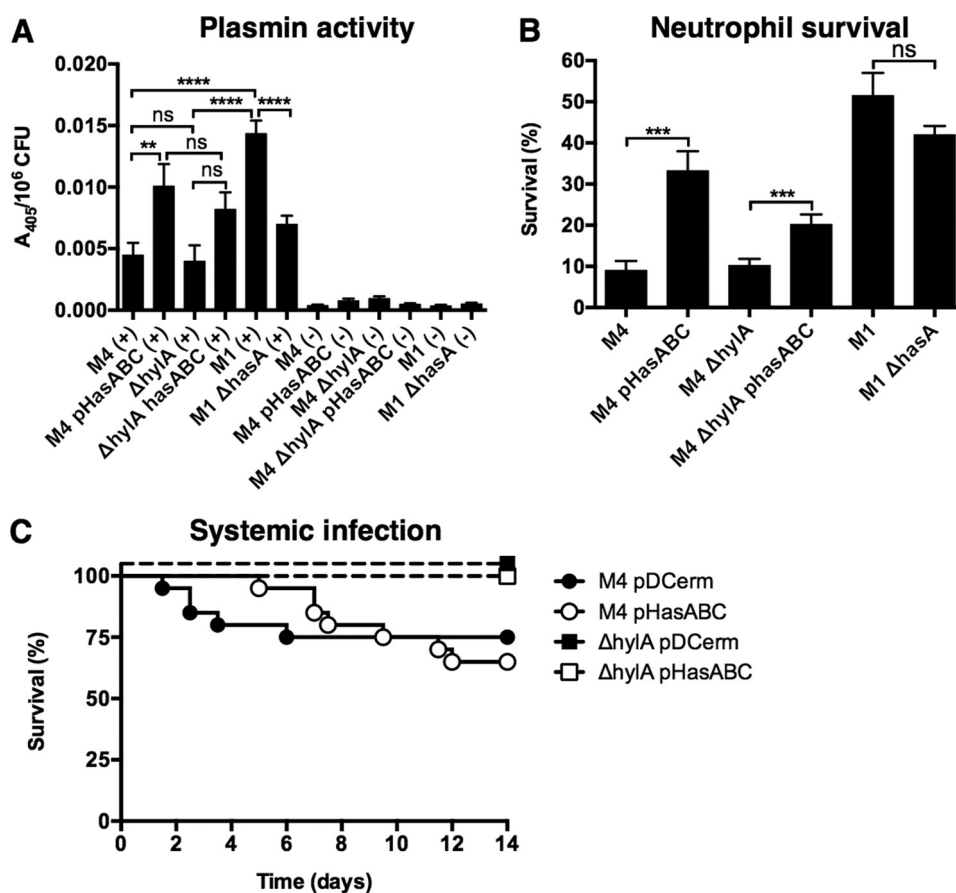 A
Plasmin activity
0.020
0.015
0.010
0.005
0.000
A405/10⁶ CFU
****
****
****
ns
**
ns
ns
M4 (+)
M4 pHasABC (+)
ΔhylA (+)
ΔhylA hasABC (+)
M1 (+)
M1 ΔhasA (+)
M4 (-)
M4 pHasABC (-)
M4 ΔhylA (-)
M4 ΔhylA pHasABC (-)
M1 (-)
M1 ΔhasA (-)
B
Neutrophil survival
60
50
40
30
20
10
0
Survival (%)
ns
***
***
M4
M4 pHasABC
M4 ΔhylA
M4 ΔhylA phasABC
M1
M1 ΔhasA
C
Systemic infection
100
75
50
25
0
Survival (%)
0 2 4 6 8 10 12 14
Time (days)
M4 pDCerm
M4 pHasABC
ΔhylA pDCerm
ΔhylA pHasABC